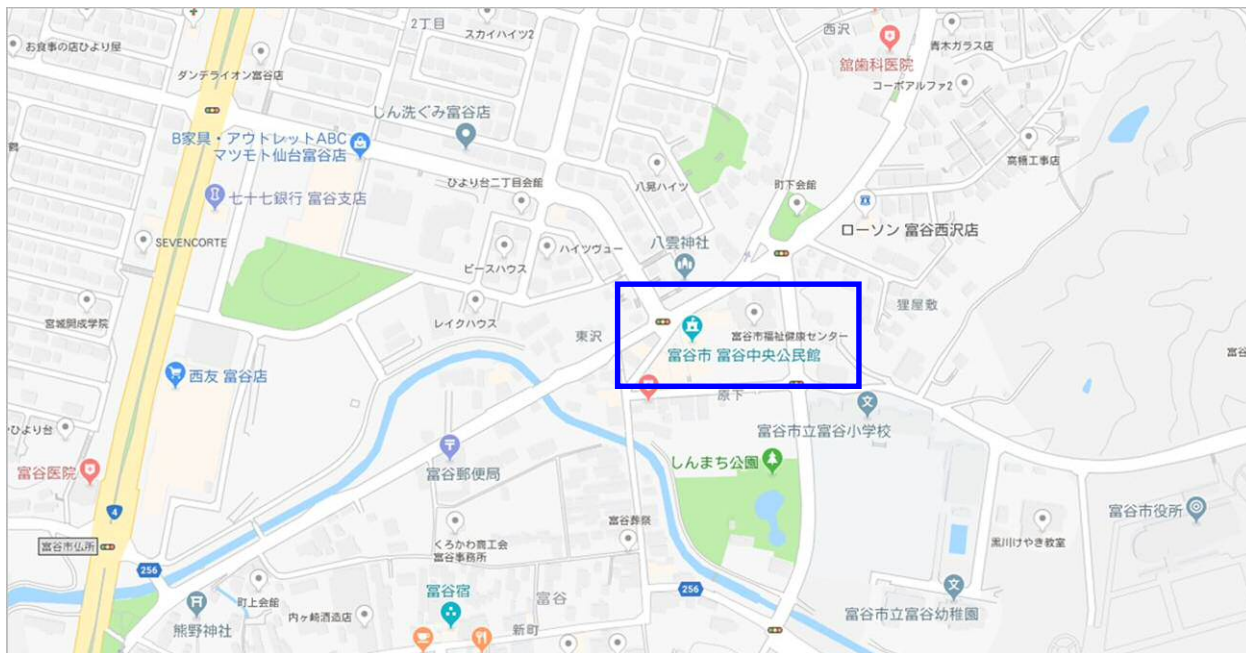 お食事の店ひより屋
2丁目
スカイハイツ2
西沢
青木ガラス店
舘歯科医院
ダンデライオン富谷店
コーポアルファ2
じん洗ぐみ富谷店
B家具・アウトレットABC
マツモト仙台富谷店
鶴
高橋工事店
七十七銀行 富谷支店
ひより台二丁目会館
八晃ハイツ
町下会館
ローソン 富谷西沢店
SEVENCORTE
ハイツヴュー
八雲神社
ピースハウス
狸屋敷
宮城開成学院
レイクハウス
東沢
富谷市福祉健康センター
富谷市 富谷中央公民館
富谷
西友 富谷店
原下
ひより台
富谷市立富谷小学校
富谷医院
富谷郵便局
しんまち公園
4
富谷市役所
富谷葬祭
富谷市仏所
くろかわ商工会
富谷事務所
黒川けやき教室
256
富谷宿
256
町上会館
富谷
富谷市立富谷幼稚園
熊野神社
内ヶ崎酒造店
新町